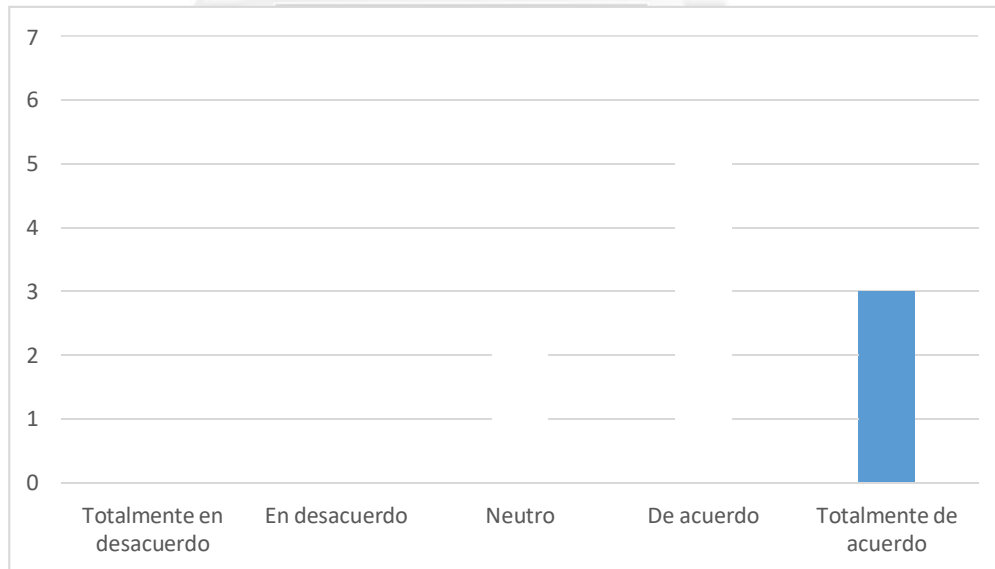 7
6
5
4
3
2
1
0
Totalmente en
desacuerdo
En desacuerdo
Neutro
De acuerdo
Totalmente de
acuerdo